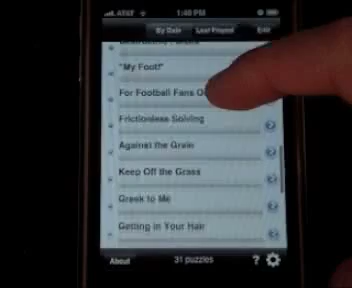 AT&T 1:40 PM
By Date Last Played Edit
"My Foot!"
For Football Fans
Frictionless Solving
Against the Grain
Keep Off the Grass
Greek to Me
Getting in Your Hair
About 31 puzzles ?